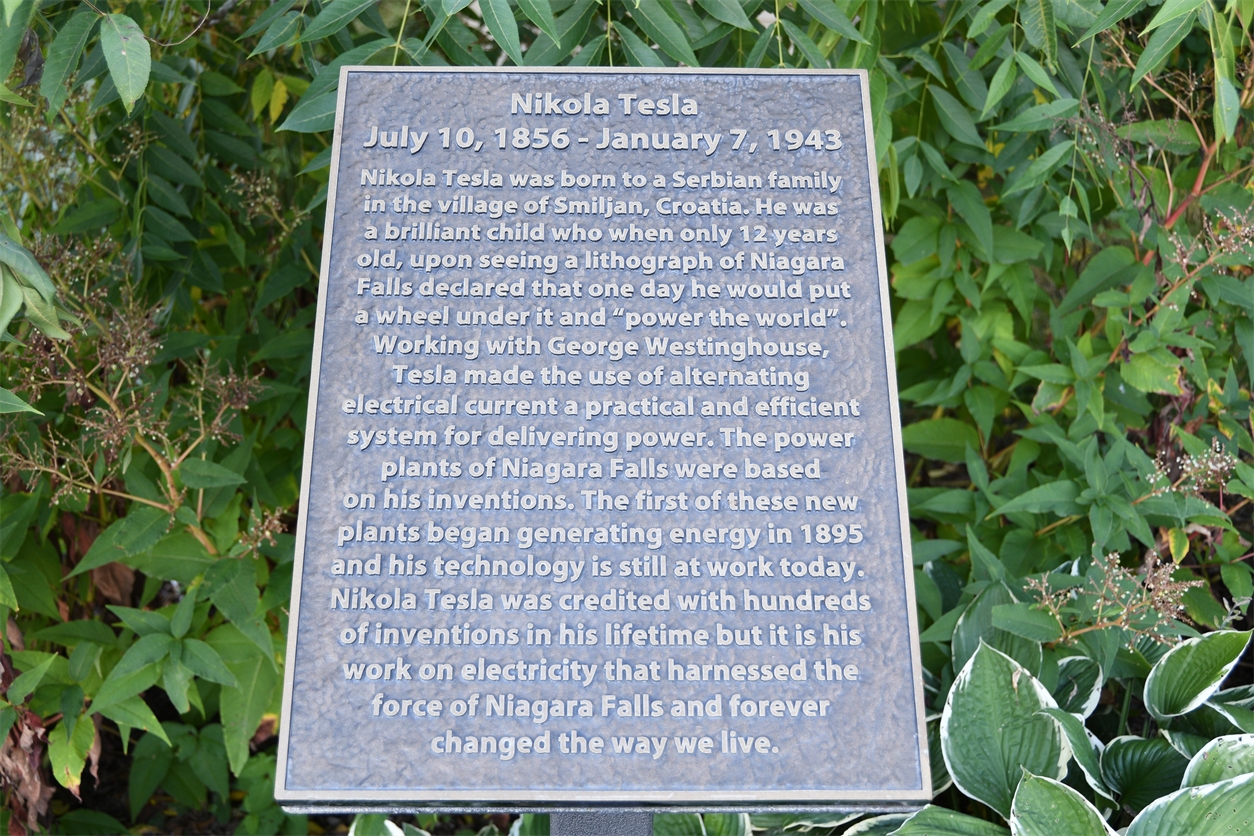 Nikola Tesla
July 10, 1856 - January 7, 1943
Nikola Tesla was born to a Serbian family
in the village of Smiljan, Croatia. He was
a brilliant child who when only 12 years
old, upon seeing a lithograph of Niagara
Falls declared that one day he would put
a wheel under it and “power the world”.
Working with George Westinghouse,
Tesla made the use of alternating
electrical current a practical and efficient
system for delivering power. The power
plants of Niagara Falls were based
on his inventions. The first of these new
plants began generating energy in 1895
and his technology is still at work today.
Nikola Tesla was credited with hundreds
of inventions in his lifetime but it is his
work on electricity that harnessed the
force of Niagara Falls and forever
changed the way we live.